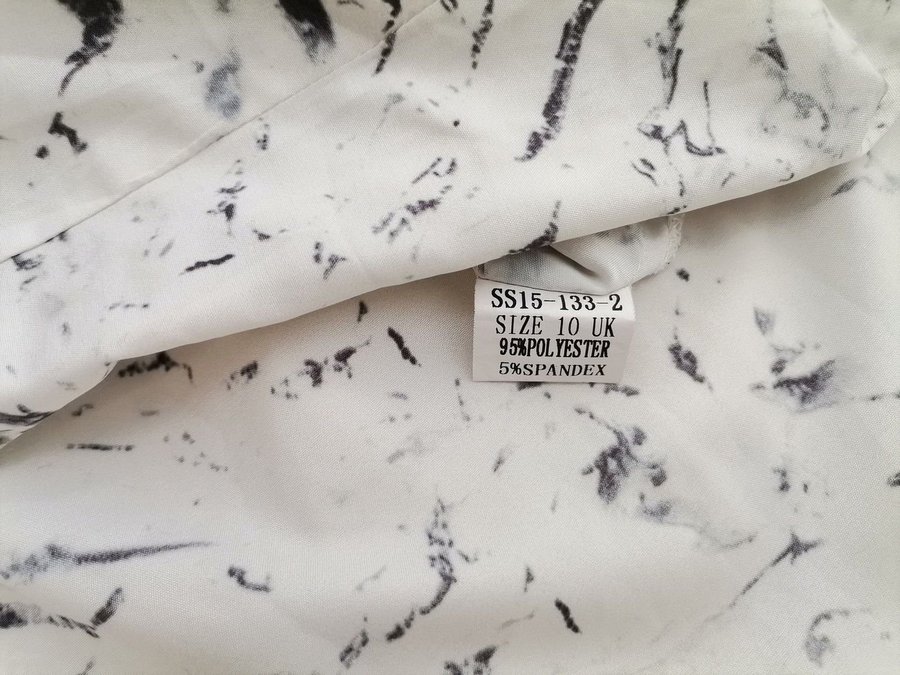 SS15-133-2
SIZE 10 UK
95%POLYESTER
5%SPANDEX